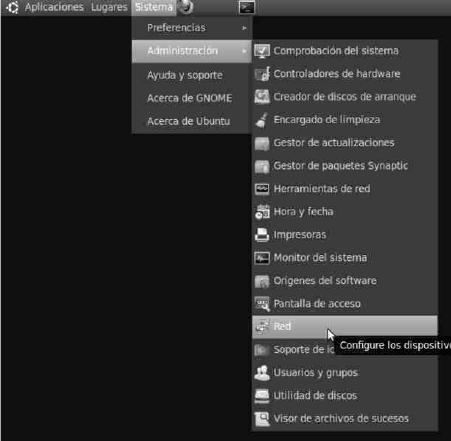 Aplicaciones Lugares Sistema
Preferencias
Administración
Ayuda y soporte
Acerca de GNOME
Acerca de Ubuntu
Comprobación del sistema
Controladores de hardware
Creador de discos de arranque
Encargado de limpieza
Gestor de actualizaciones
Gestor de paquetes Synaptic
Herramientas de red
Hora y fecha
Impresoras
Monitor del sistema
Orígenes del software
Pantalla de acceso
Red
Configure los dispositiv
Soporte de
Usuarios y grupos
Utilidad de discos
Visor de archivos de sucesos